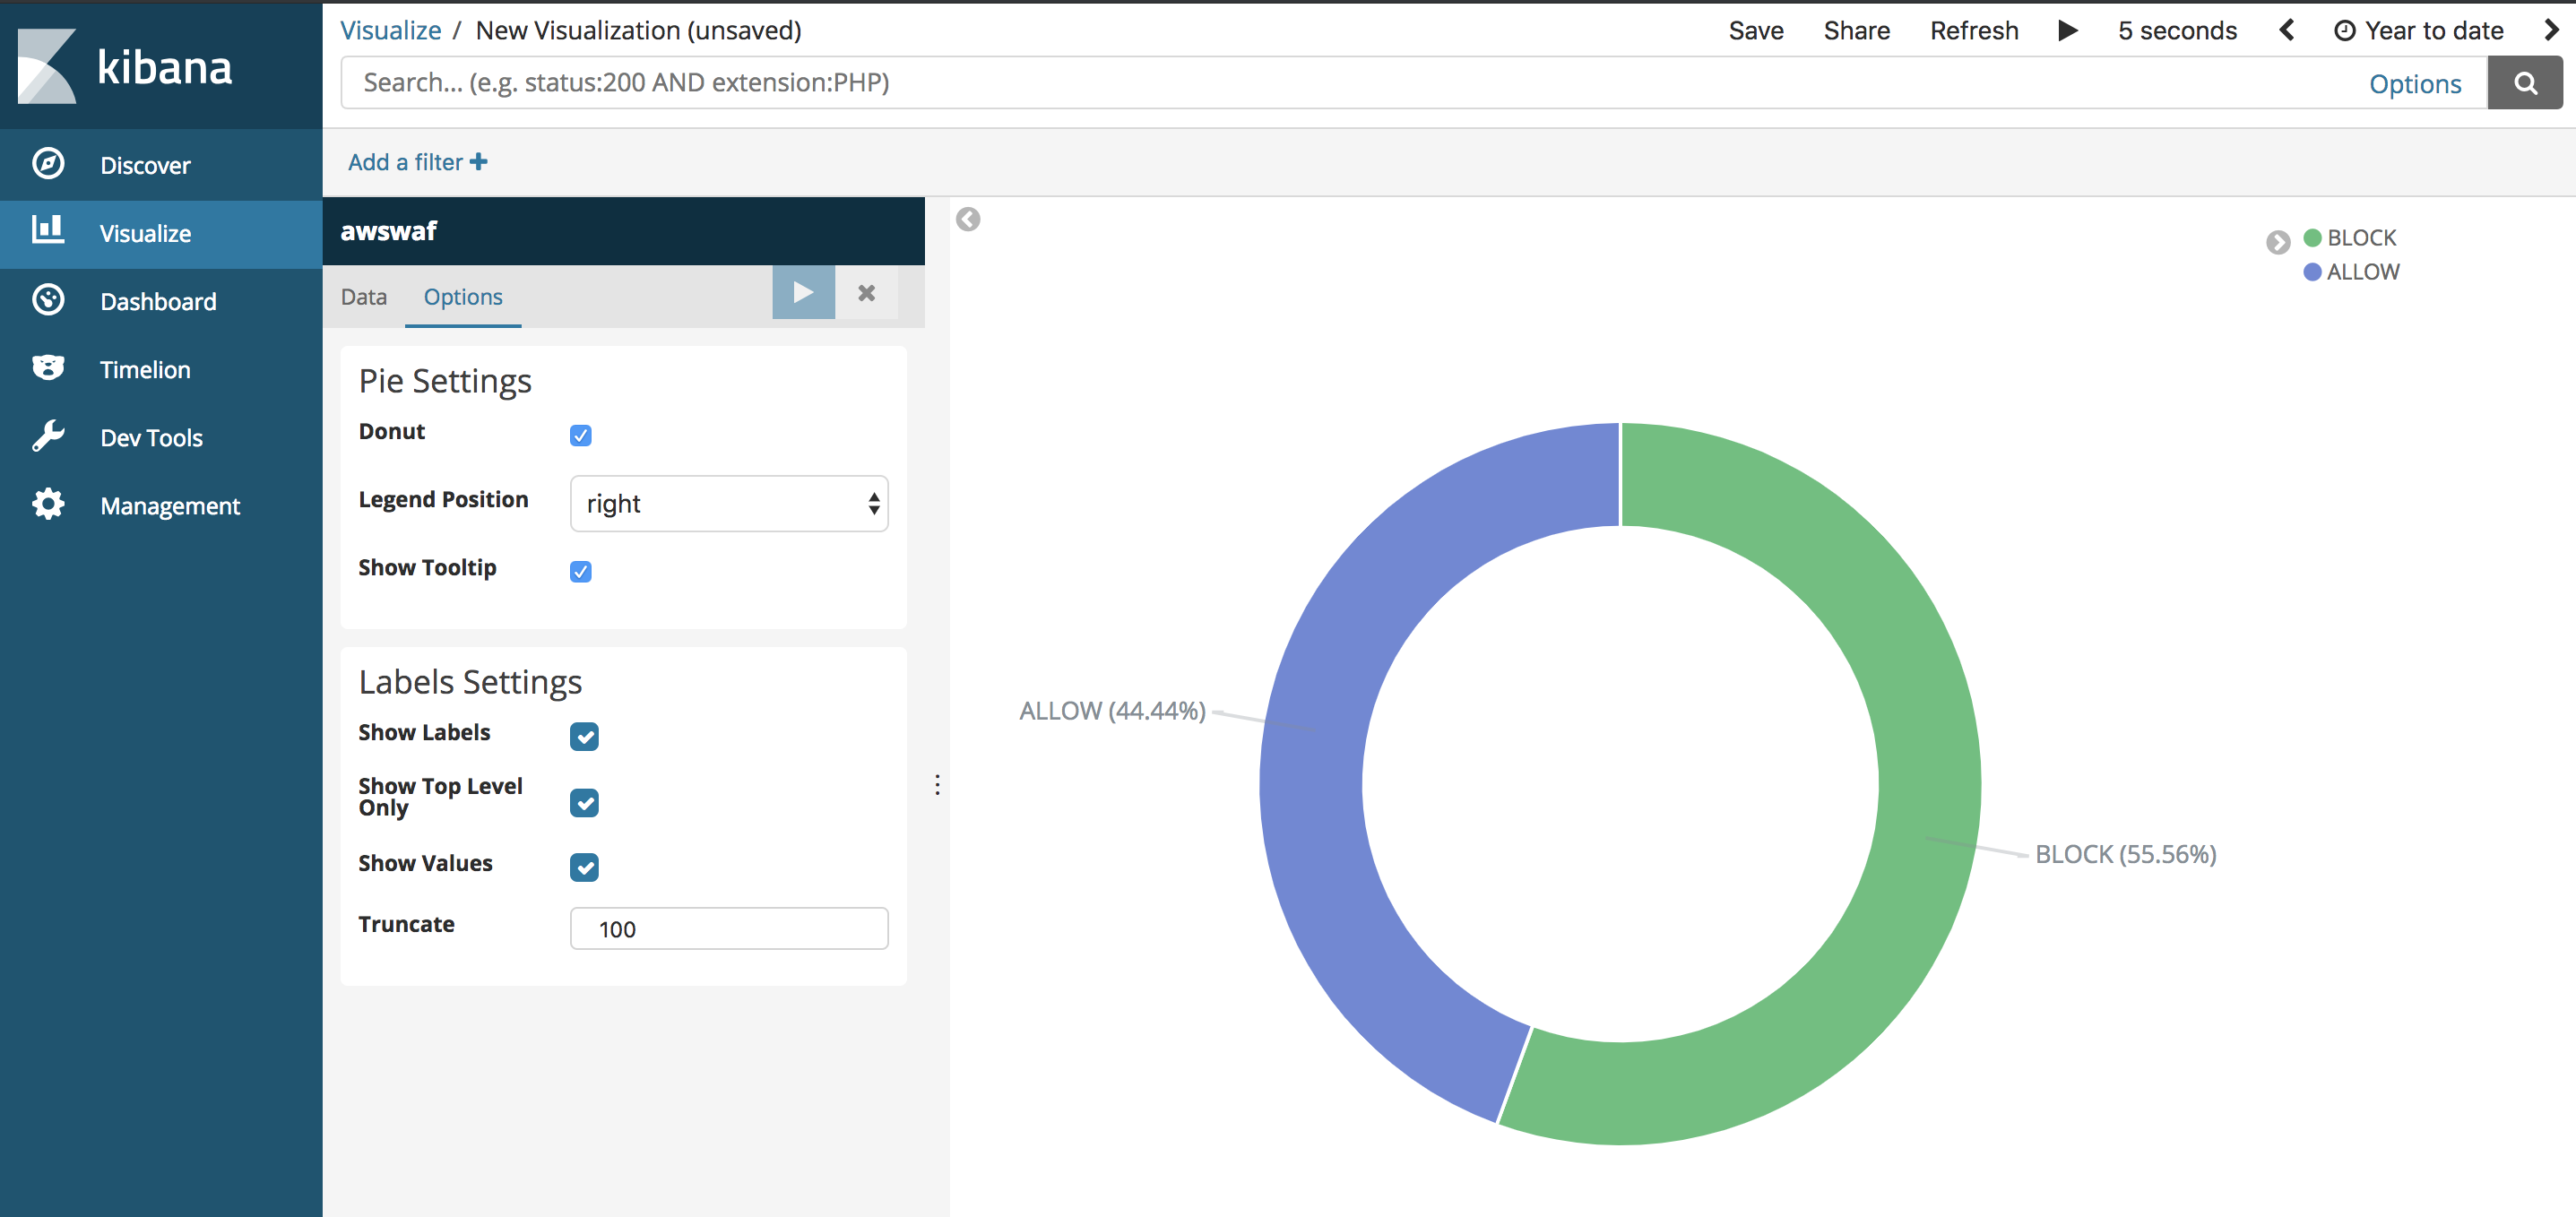 kibana
Discover
Visualize
Dashboard
Timelion
Dev Tools
Management
Visualize / New Visualization (unsaved)
Save Share Refresh 5 seconds Year to date
Search... (e.g. status:200 AND extension:PHP) Options
Add a filter
awswaf
Data Options
Pie Settings
Donut
Legend Position right
Show Tooltip
Labels Settings
Show Labels
Show Top Level
Only
Show Values
Truncate 100
BLOCK
ALLOW
ALLOW (44.44%)
BLOCK (55.56%)